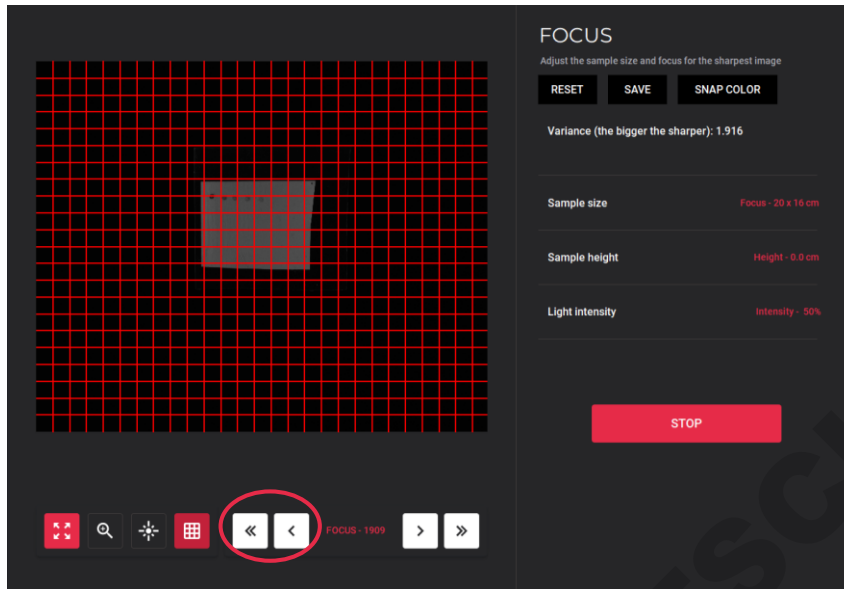 FOCUS
Adjust the sample size and focus for the sharpest image
RESET SAVE SNAP COLOR
Variance (the bigger the sharper): 1.916
Sample size Focus - 20 x 16 cm
Sample height Height - 0.0 cm
Light intensity Intensity - 50%
STOP
FOCUS - 1909